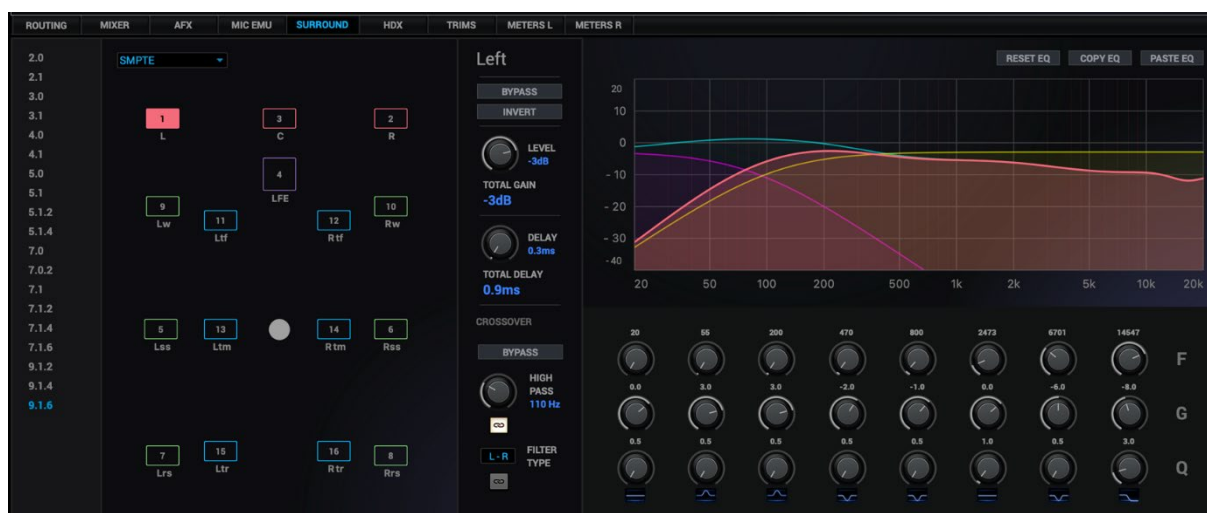 ROUTING MIXER AFX MIC EMU SURROUND HDX TRIMS METERS L METERS R
2.0
2.1
3.0
3.1
4.0
4.1
5.0
5.1
5.1.2
5.1.4
7.0
7.0.2
7.1
7.1.2
7.1.4
7.1.6
9.1.2
9.1.4
9.1.6
SMPTE
1 3 2
L C R
4
LFE
9 10
Lw Rw
11 12
Ltf Rtf
5 13 14 6
Lss Ltm Rtm Rss
7 15 16 8
Lrs Ltr Rtr Rrs
Left
BYPASS
INVERT
LEVEL
-3dB
TOTAL GAIN
-3dB
DELAY
0.3ms
TOTAL DELAY
0.9ms
CROSSOVER
BYPASS
HIGH
PASS
110 Hz
L - R
FILTER
TYPE
RESET EQ COPY EQ PASTE EQ
20
10
0
- 10
- 20
- 30
- 40
20 50 100 200 500 1k 2k 5k 10k 20k
20 55 200 470 800 2473 6701 14547
F
0.0 3.0 3.0 -2.0 -1.0 0.0 -6.0 -8.0
G
0.5 0.5 0.5 0.5 0.5 1.0 0.5 3.0
Q